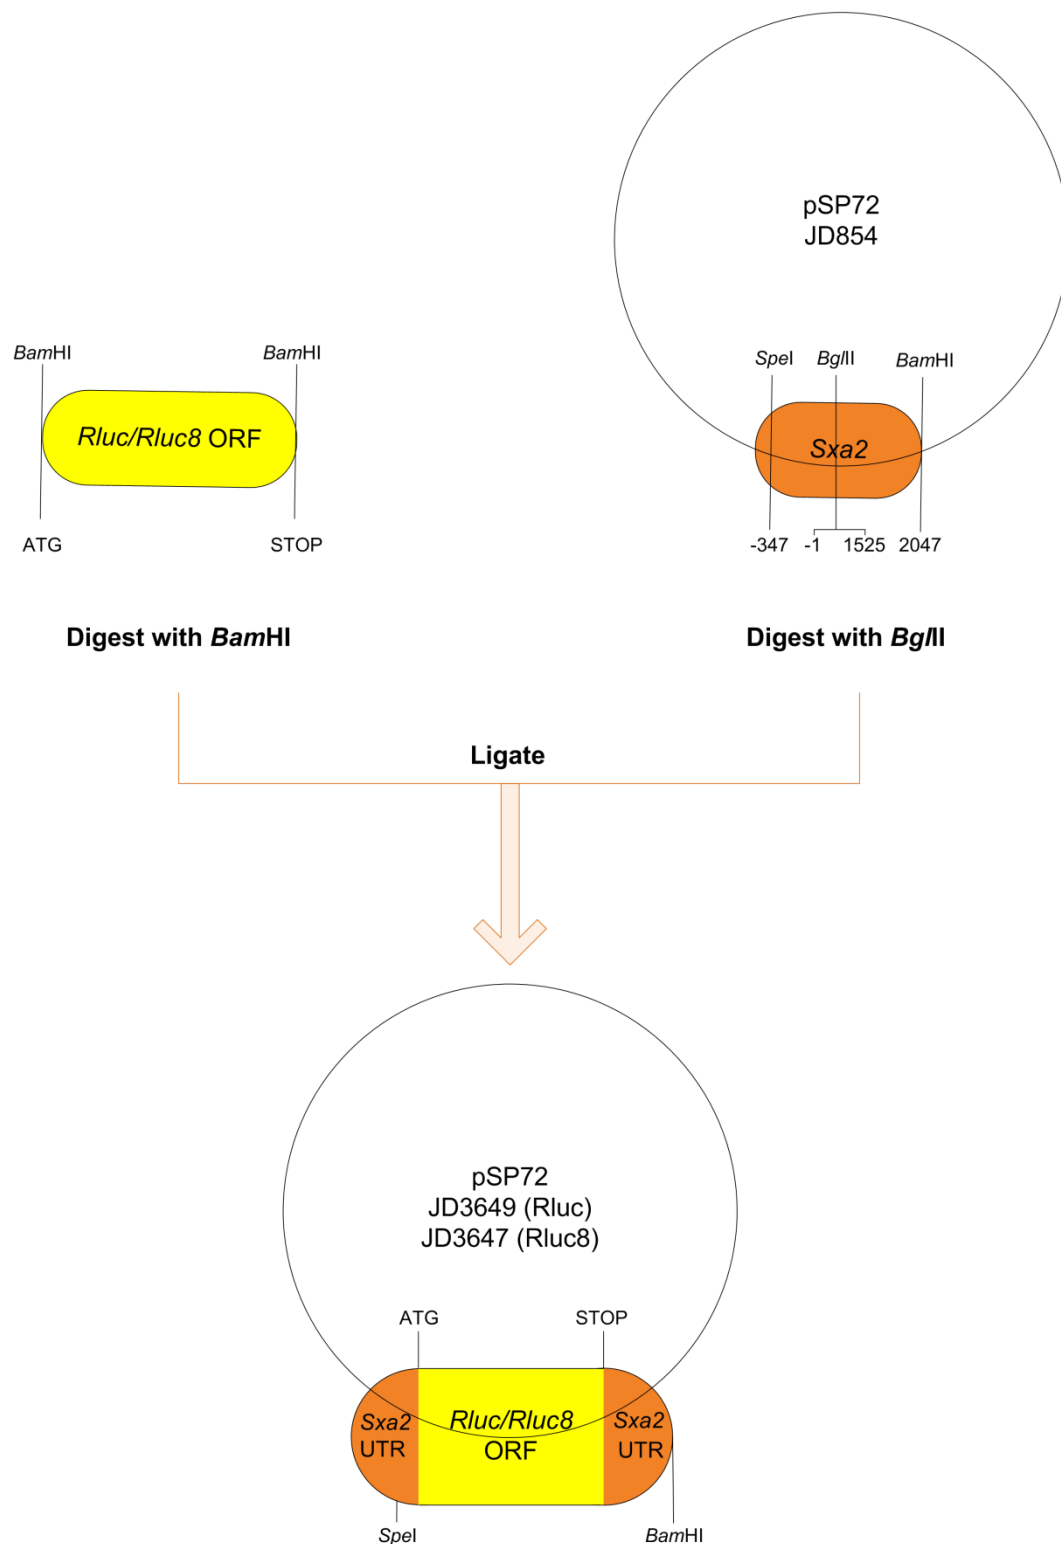 pSP72
JD854
BamHI
BamHI
SpeI
BglII
BamHI
Rluc/Rluc8 ORF
Sxa2
ATG
STOP
-347
-1
1525
2047
Digest with BamHI
Digest with BglII
Ligate
pSP72
JD3649 (Rluc)
JD3647 (Rluc8)
ATG
STOP
Sxa2
UTR
Rluc/Rluc8
ORF
Sxa2
UTR
SpeI
BamHI